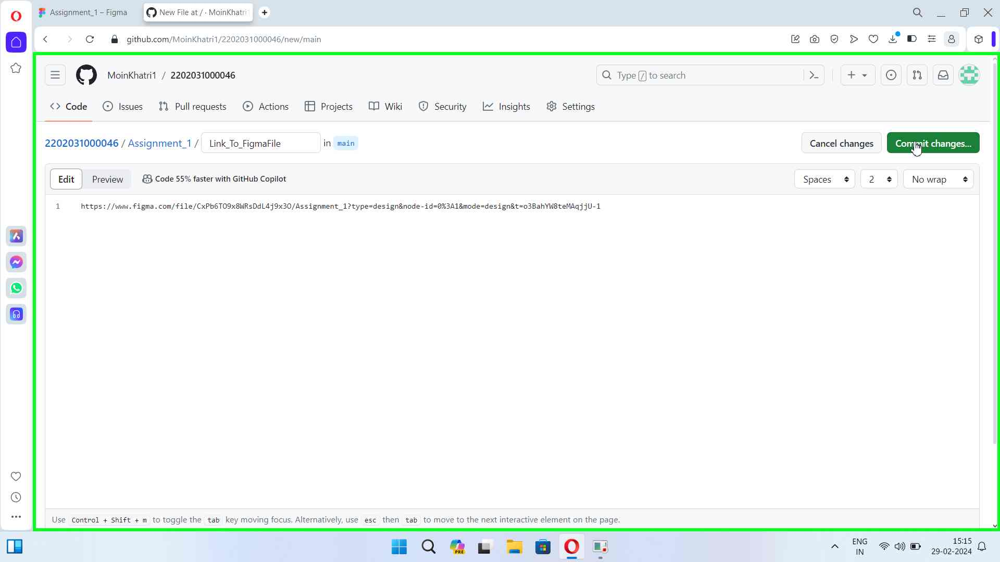 Assignment_1 – Figma
New File at / · MoinKhatri1
github.com/MoinKhatri1/2202031000046/new/main
MoinKhatri1 / 2202031000046
Type / to search
Code
Issues
Pull requests
Actions
Projects
Wiki
Security
Insights
Settings
2202031000046 / Assignment_1 / Link_To_FigmaFile in main
Cancel changes
Commit changes...
Edit
Preview
Code 55% faster with GitHub Copilot
Spaces
2
No wrap
1 https://www.figma.com/file/CxPb6TO9x8WRsDdL4j9x3O/Assignment_1?type=design&node-id=0%3A1&mode=design&t=o3BahYW8teMAqjjU-1
Use Control + Shift + m to toggle the tab key moving focus. Alternatively, use esc then tab to move to the next interactive element on the page.
PRE
ENG
IN
15:15
29-02-2024